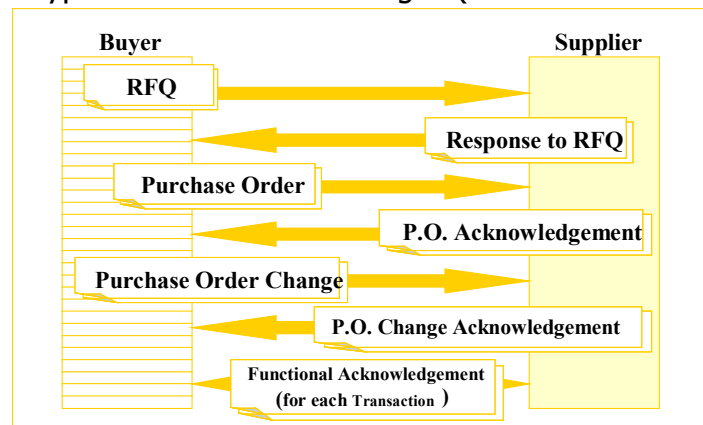 Buyer
Supplier
RFQ
Response to RFQ
Purchase Order
P.O. Acknowledgement
Purchase Order Change
P.O. Change Acknowledgement
Functional Acknowledgement
(for each Transaction )